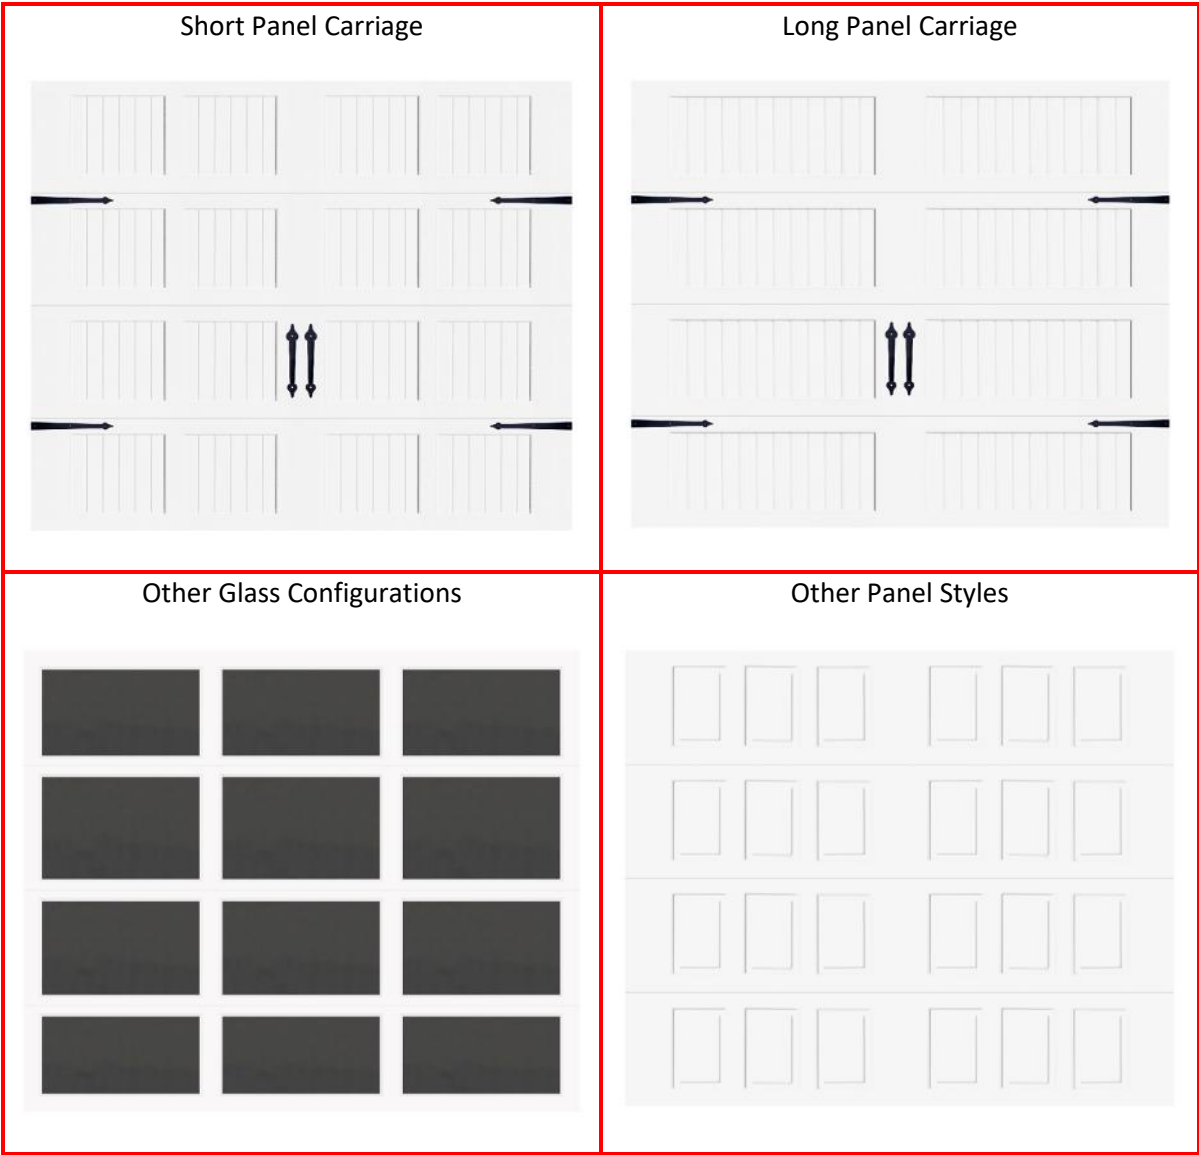 Short Panel Carriage
Long Panel Carriage
Other Glass Configurations
Other Panel Styles